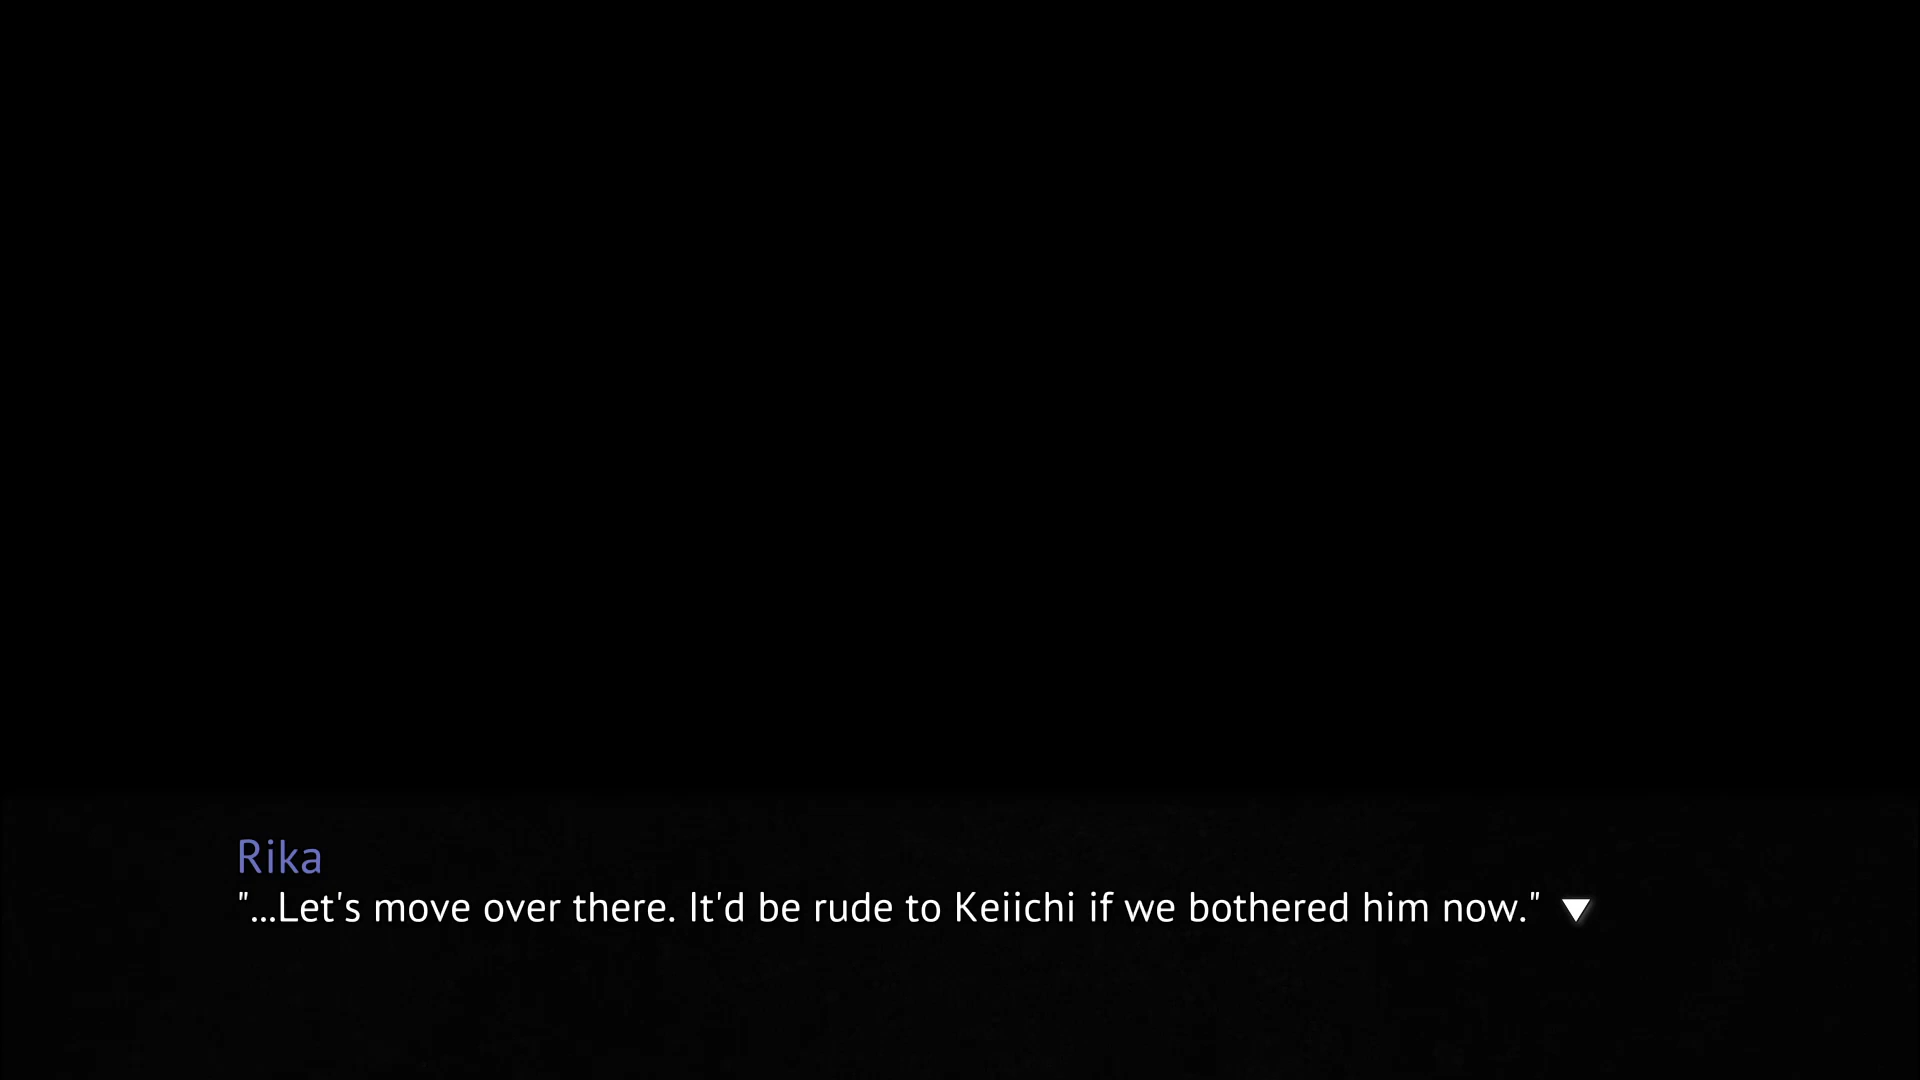 Rika
"...Let's move over there. It'd be rude to Keiichi if we bothered him now."